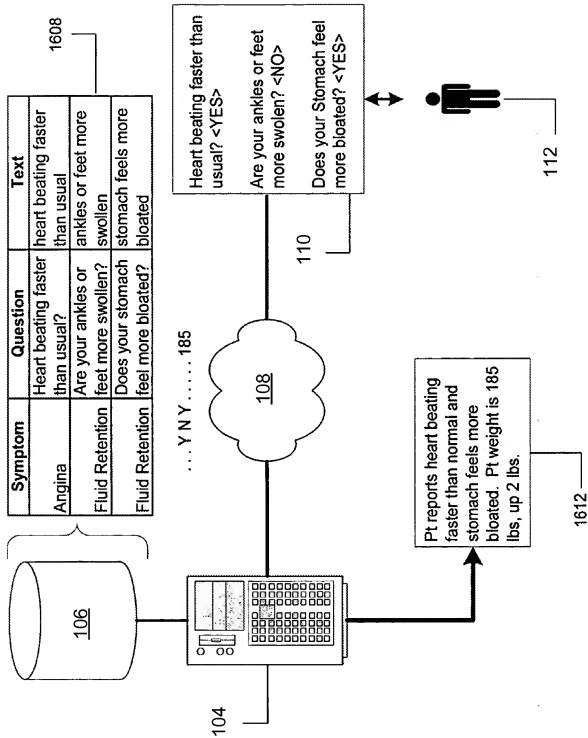 1608
Symptom Question Text
Angina
Heart beating faster
than usual?
heart beating faster
than usual
Fluid Retention
Are your ankles or
feet more swollen?
ankles or feet more
swollen
Fluid Retention
Does your stomach
feel more bloated?
stomach feels more
bloated
106
... Y N Y ..... 185
108
104
Heart beating faster than
usual? <YES>
Are your ankles or feet
more swolen? <NO>
Does your Stomach feel
more bloated? <YES>
110
112
Pt reports heart beating
faster than normal and
stomach feels more
bloated. Pt weight is 185
lbs, up 2 lbs.
1612